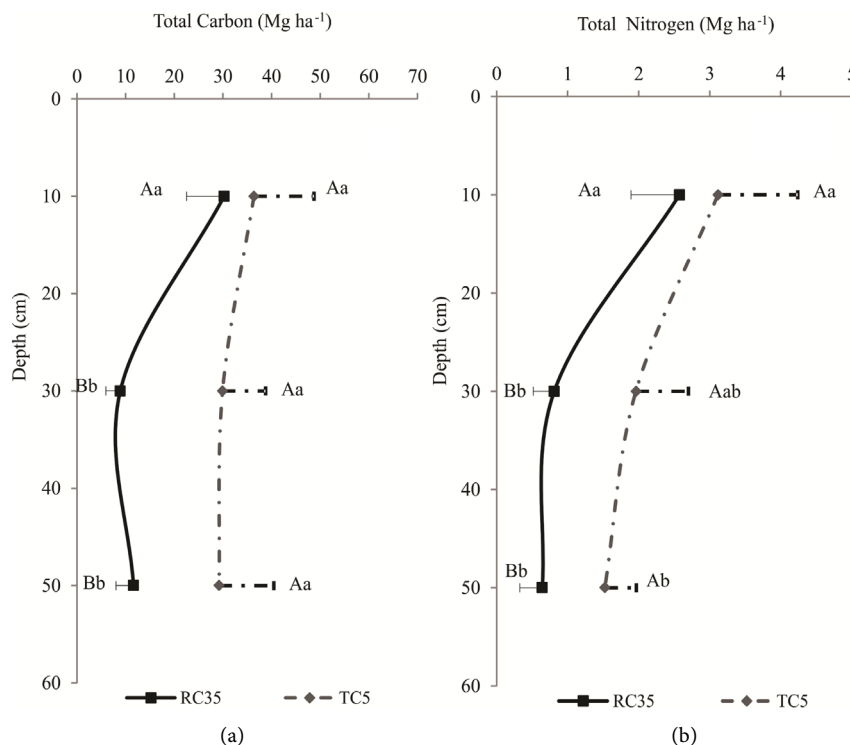 Total Carbon (Mg ha⁻¹)
0 10 20 30 40 50 60 70
0
10
20
30
40
50
60
Depth (cm)
Aa
Aa
Bb
Aa
Bb
Aa
RC35
TC5
(a)
Total Nitrogen (Mg ha⁻¹)
0 1 2 3 4 5
0
10
20
30
40
50
60
Depth (cm)
Aa
Aa
Bb
Aab
Bb
Ab
RC35
TC5
(b)